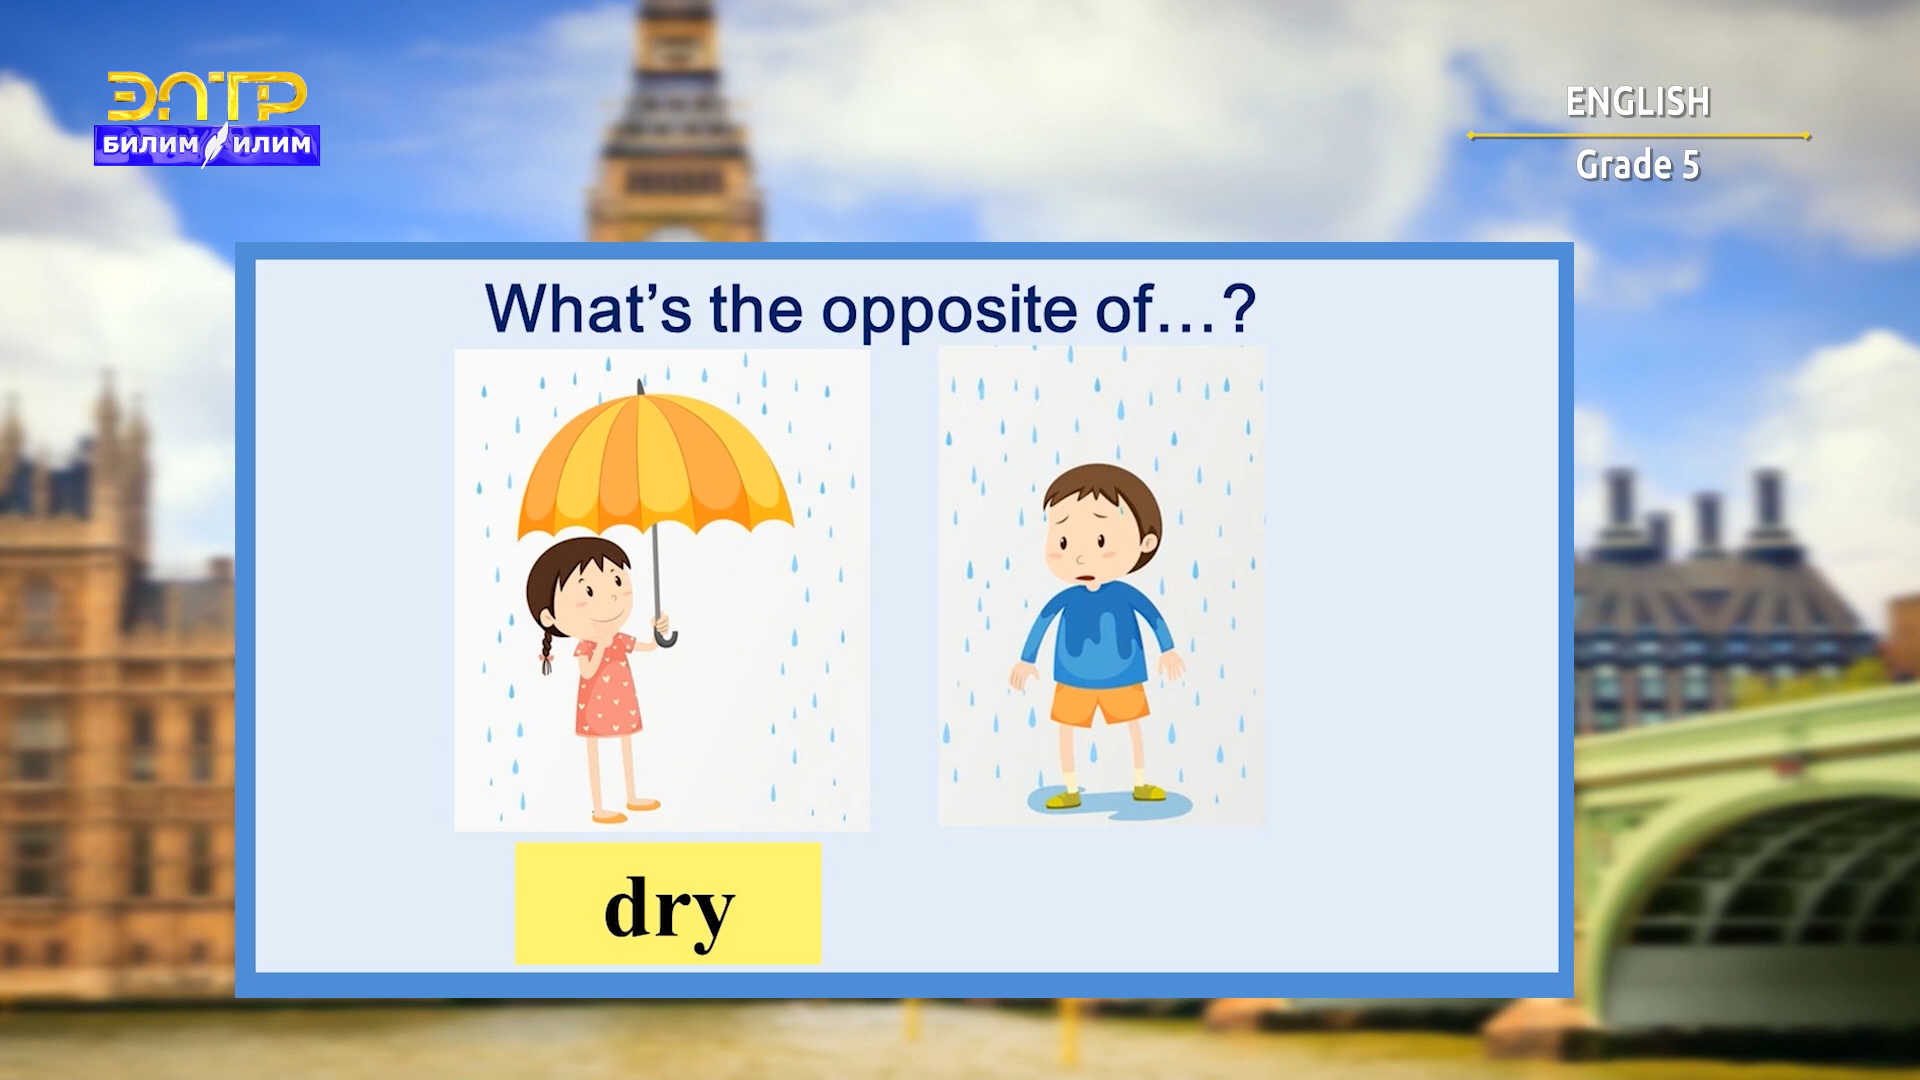 ЭЛТР
БИЛИМ ИЛИМ
ENGLISH
Grade 5
What's the opposite of...?
dry